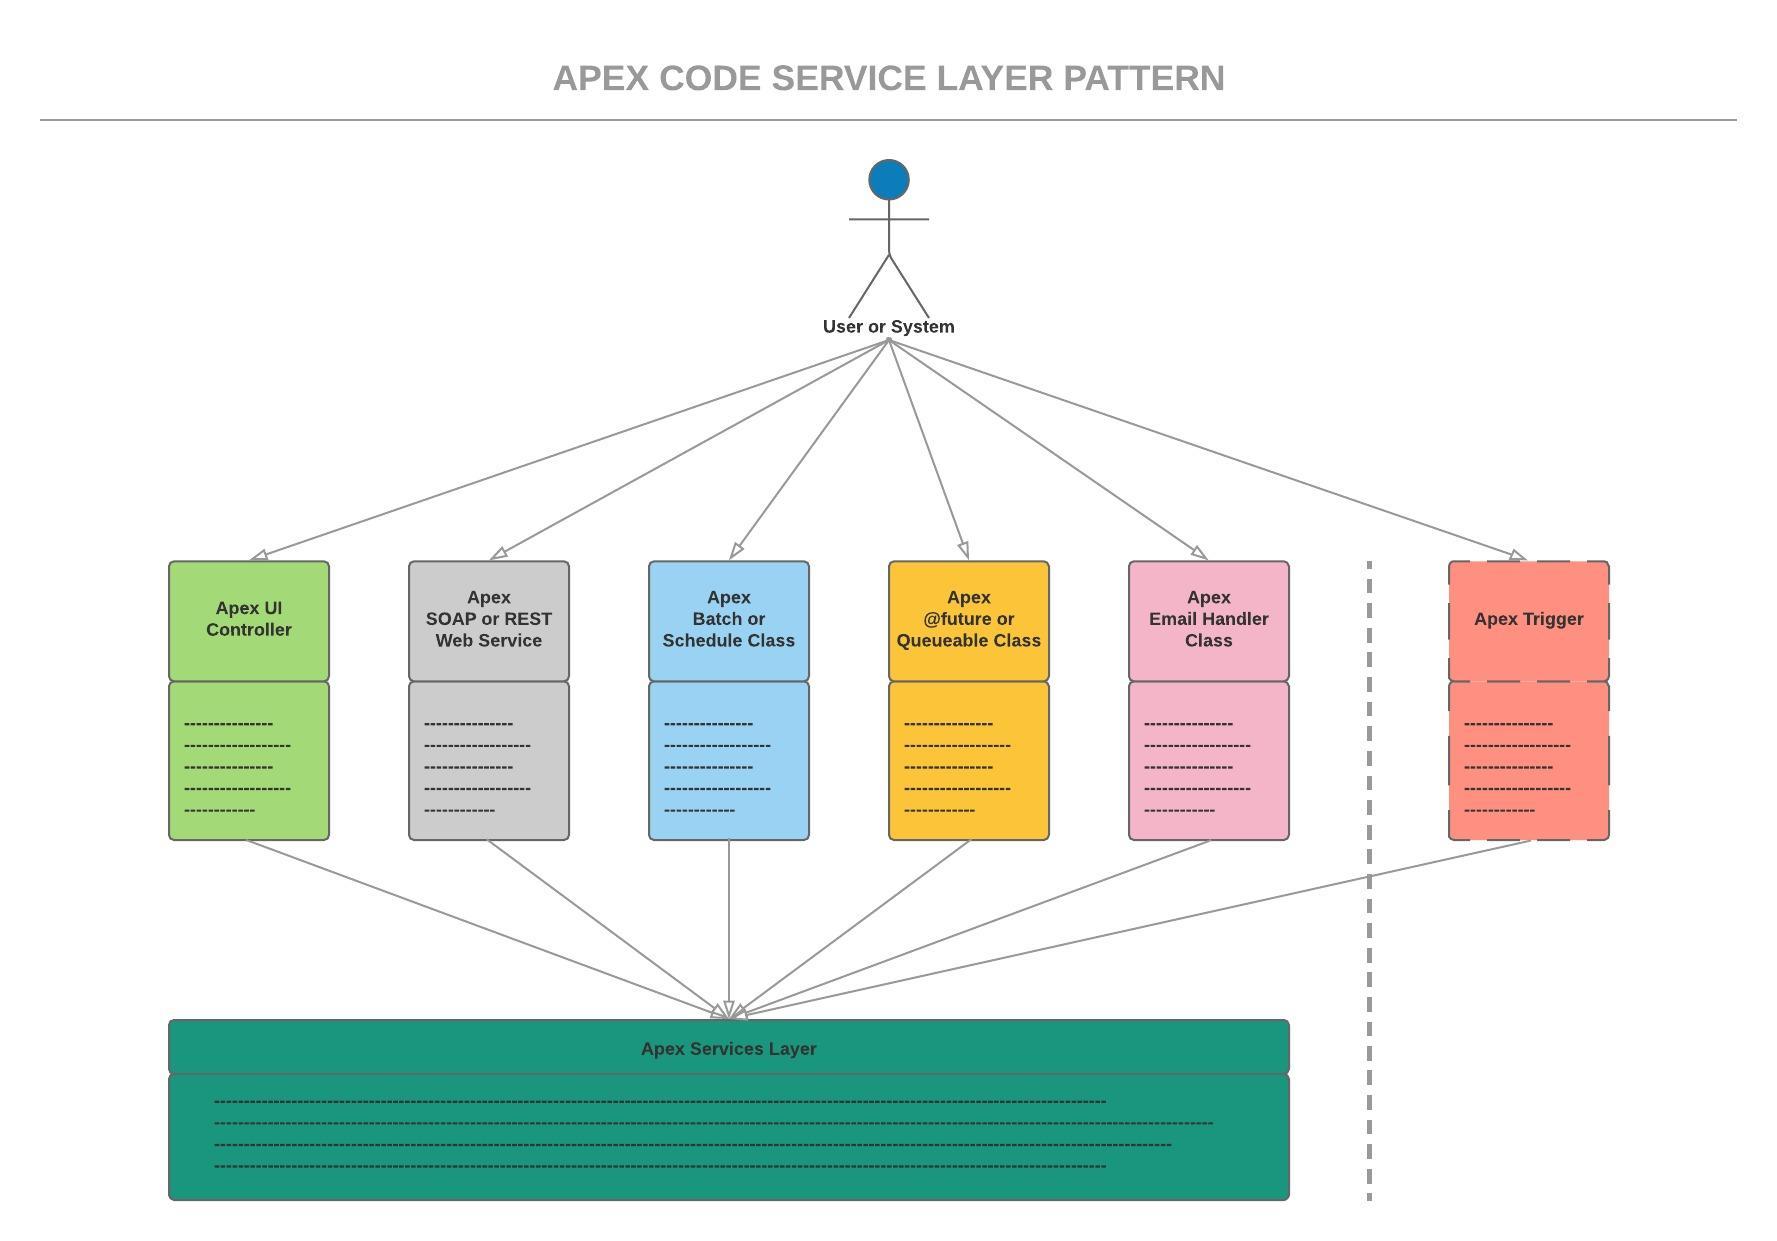 APEX CODE SERVICE LAYER PATTERN
User or System
Apex UI
Controller
Apex
SOAP or REST
Web Service
Apex
Batch or
Schedule Class
Apex
@future or
Queueable Class
Apex
Email Handler
Class
Apex Trigger
Apex Services Layer